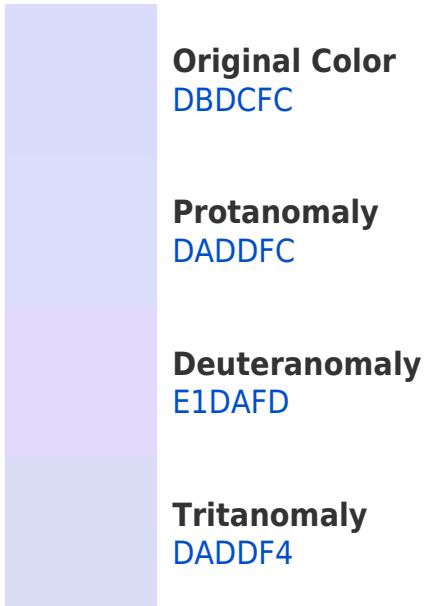 Original Color
DBDCFC
Protanomaly
DADDFC
Deuteranomaly
E1DAFD
Tritanomaly
DADDF4